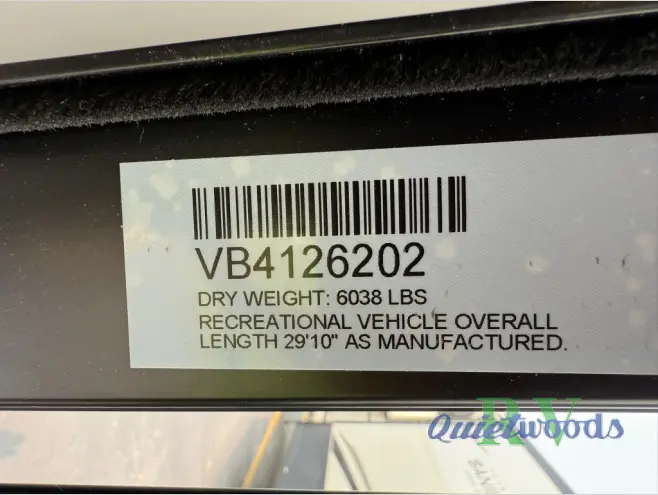 VB4126202
DRY WEIGHT: 6038 LBS
RECREATIONAL VEHICLE OVERALL
LENGTH 29'10" AS MANUFACTURED.
RV
Quietwoods